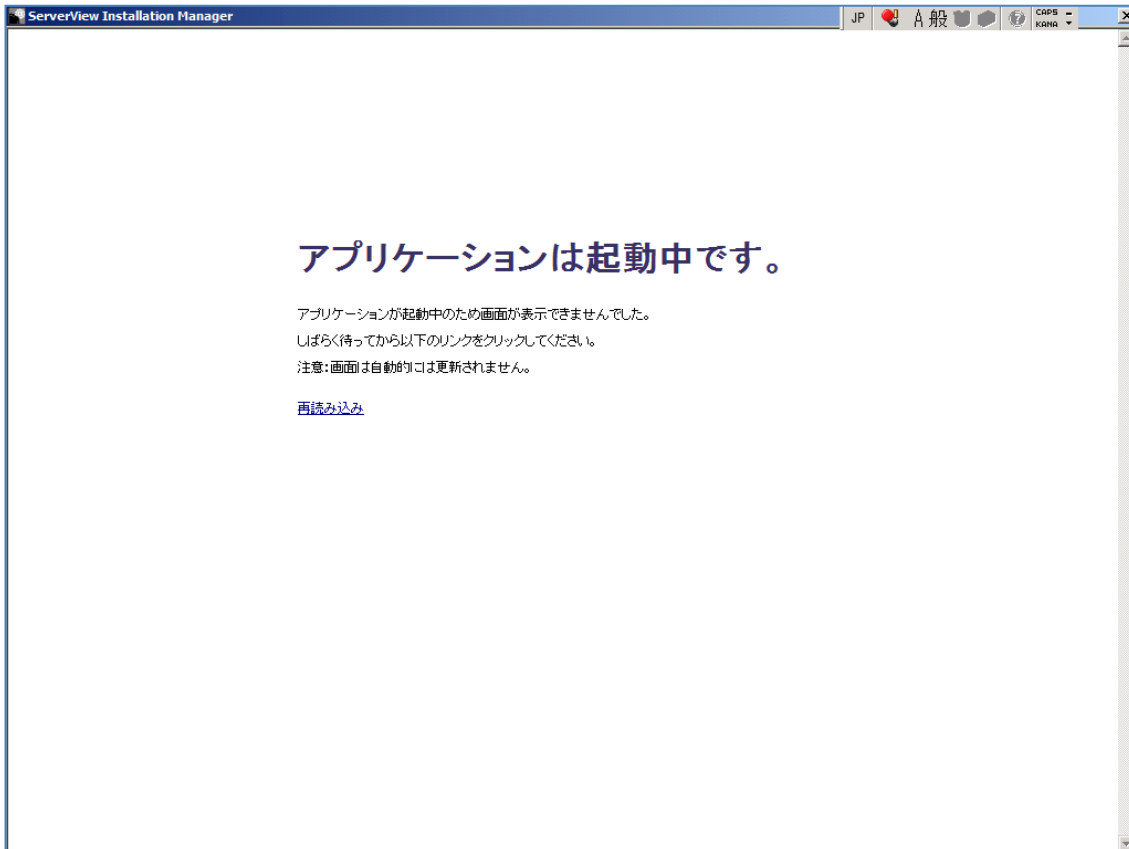 ServerView Installation Manager
JP A 般 CAPS
KANA
アプリケーションは起動中です。
アプリケーションが起動中のため画面が表示できませんでした。
しばらく待ってから以下のリンクをクリックしてください。
注意：画面は自動的には更新されません。
再読み込み